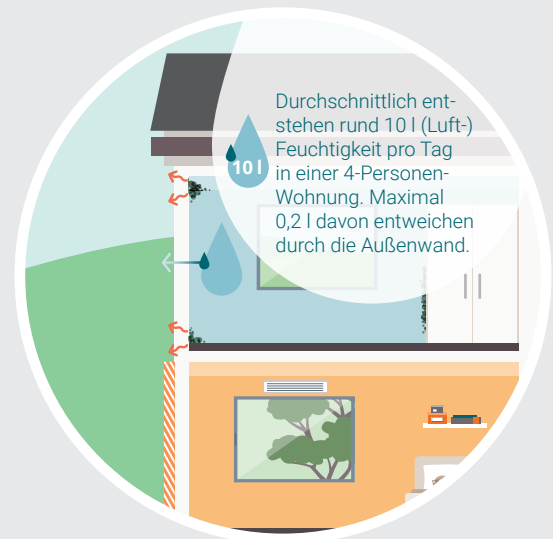 Durchschnittlich ent-
stehen rund 10 l (Luft-)
Feuchtigkeit pro Tag
in einer 4-Personen-
Wohnung. Maximal
0,2 l davon entweichen
durch die Außenwand.
10 l